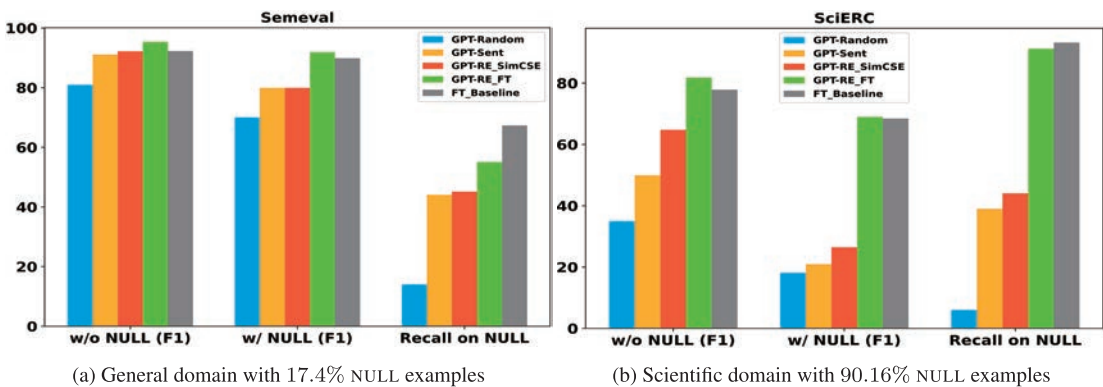 Semeval
100
80
60
40
20
0
GPT-Random
GPT-Sent
GPT-RE_SimCSE
GPT-RE_FT
FT_Baseline
w/o NULL (F1)
w/ NULL (F1)
Recall on NULL
(a) General domain with 17.4% NULL examples
SciERC
80
60
40
20
0
GPT-Random
GPT-Sent
GPT-RE_SimCSE
GPT-RE_FT
FT_Baseline
w/o NULL (F1)
w/ NULL (F1)
Recall on NULL
(b) Scientific domain with 90.16% NULL examples